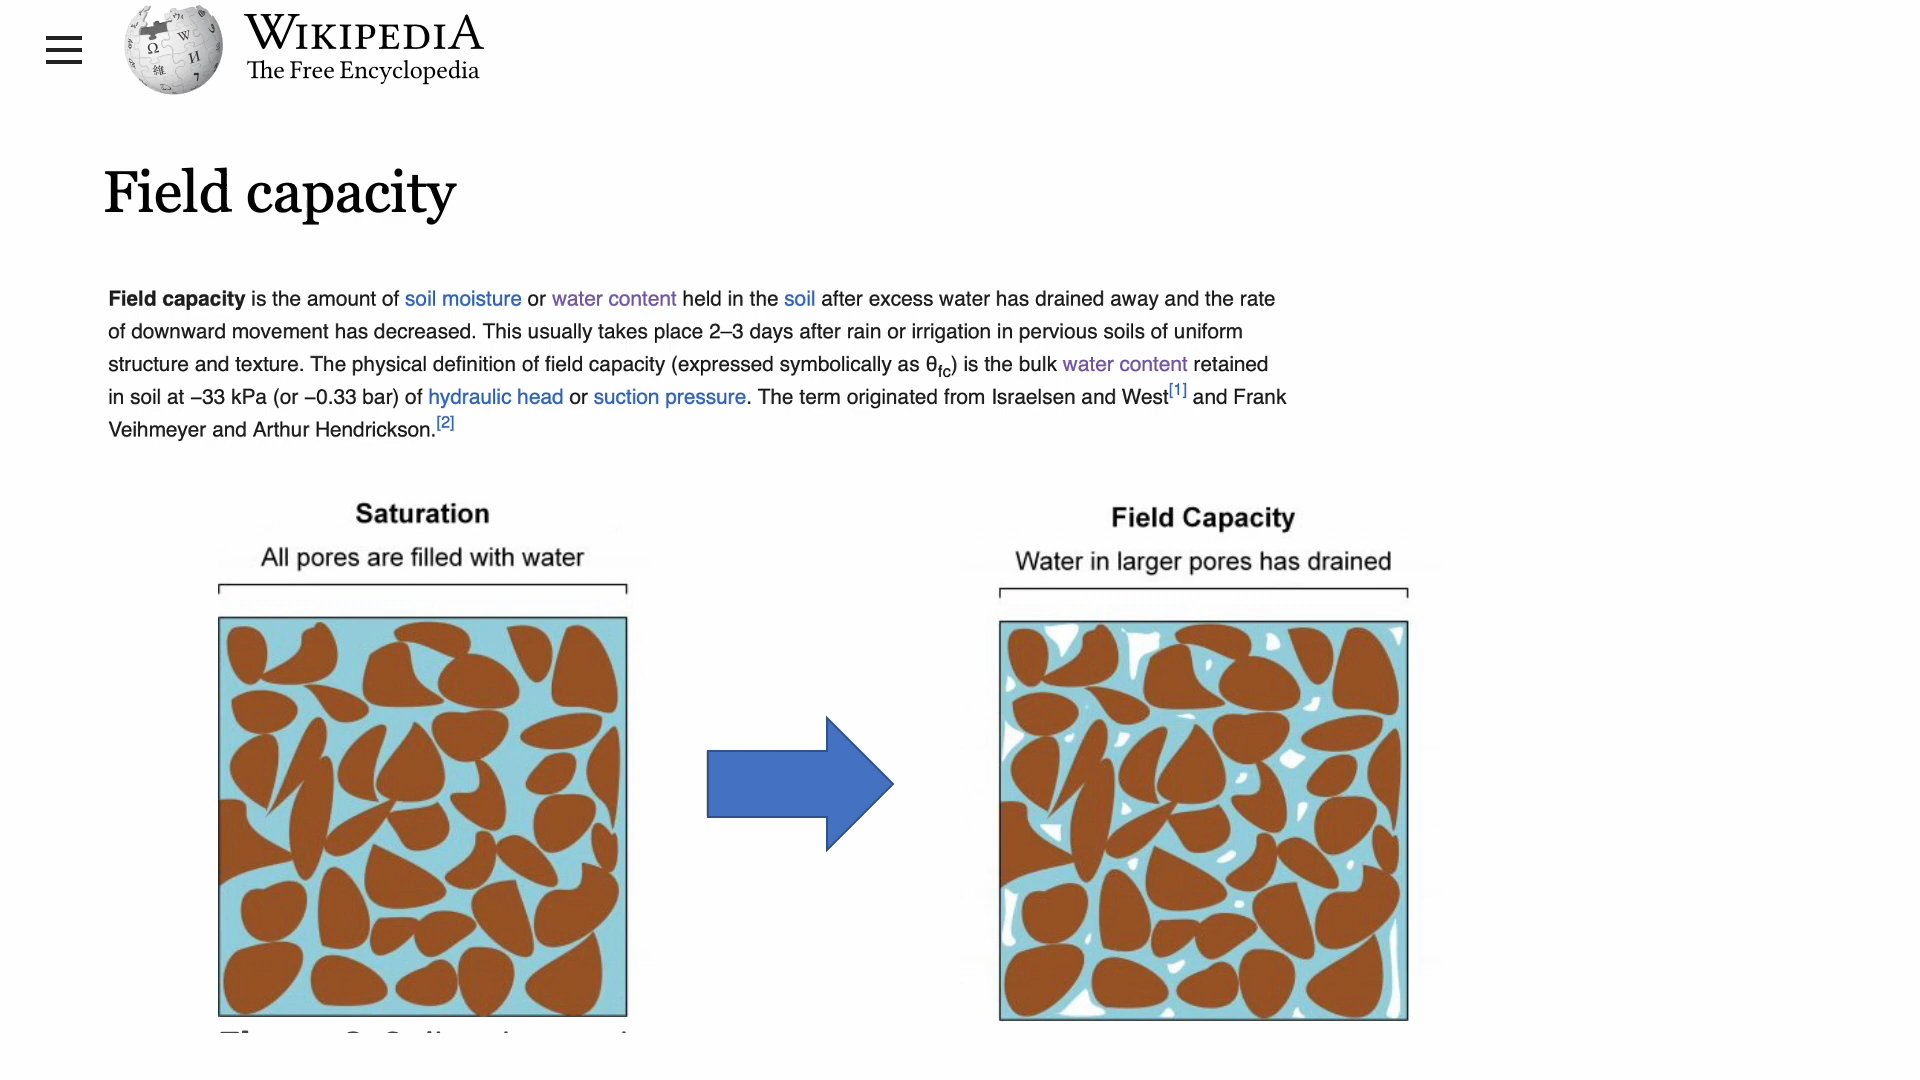 WIKIPEDIA
The Free Encyclopedia
Field capacity
Field capacity is the amount of soil moisture or water content held in the soil after excess water has drained away and the rate
of downward movement has decreased. This usually takes place 2–3 days after rain or irrigation in pervious soils of uniform
structure and texture. The physical definition of field capacity (expressed symbolically as θfc) is the bulk water content retained
in soil at −33 kPa (or −0.33 bar) of hydraulic head or suction pressure. The term originated from Israelsen and West[1] and Frank
Veihmeyer and Arthur Hendrickson.[2]
Saturation
All pores are filled with water
Field Capacity
Water in larger pores has drained